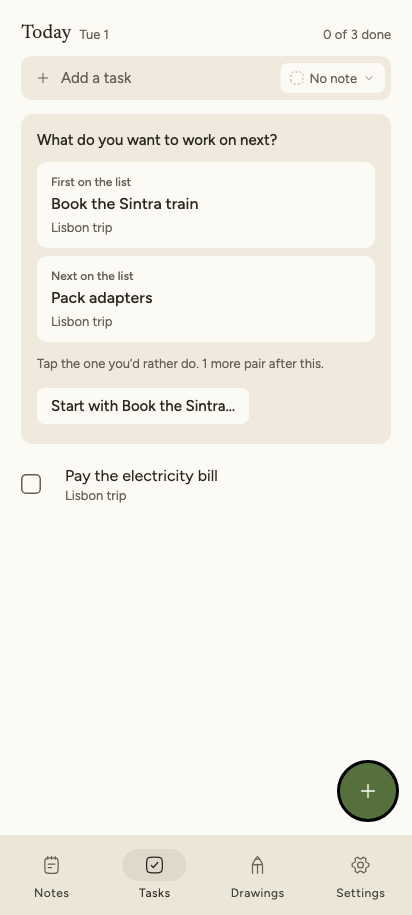 Today Tue 1
0 of 3 done
Add a task
No note
What do you want to work on next?
First on the list
Book the Sintra train
Lisbon trip
Next on the list
Pack adapters
Lisbon trip
Tap the one you’d rather do. 1 more pair after this.
Start with Book the Sintra…
Pay the electricity bill
Lisbon trip
Notes
Tasks
Drawings
Settings